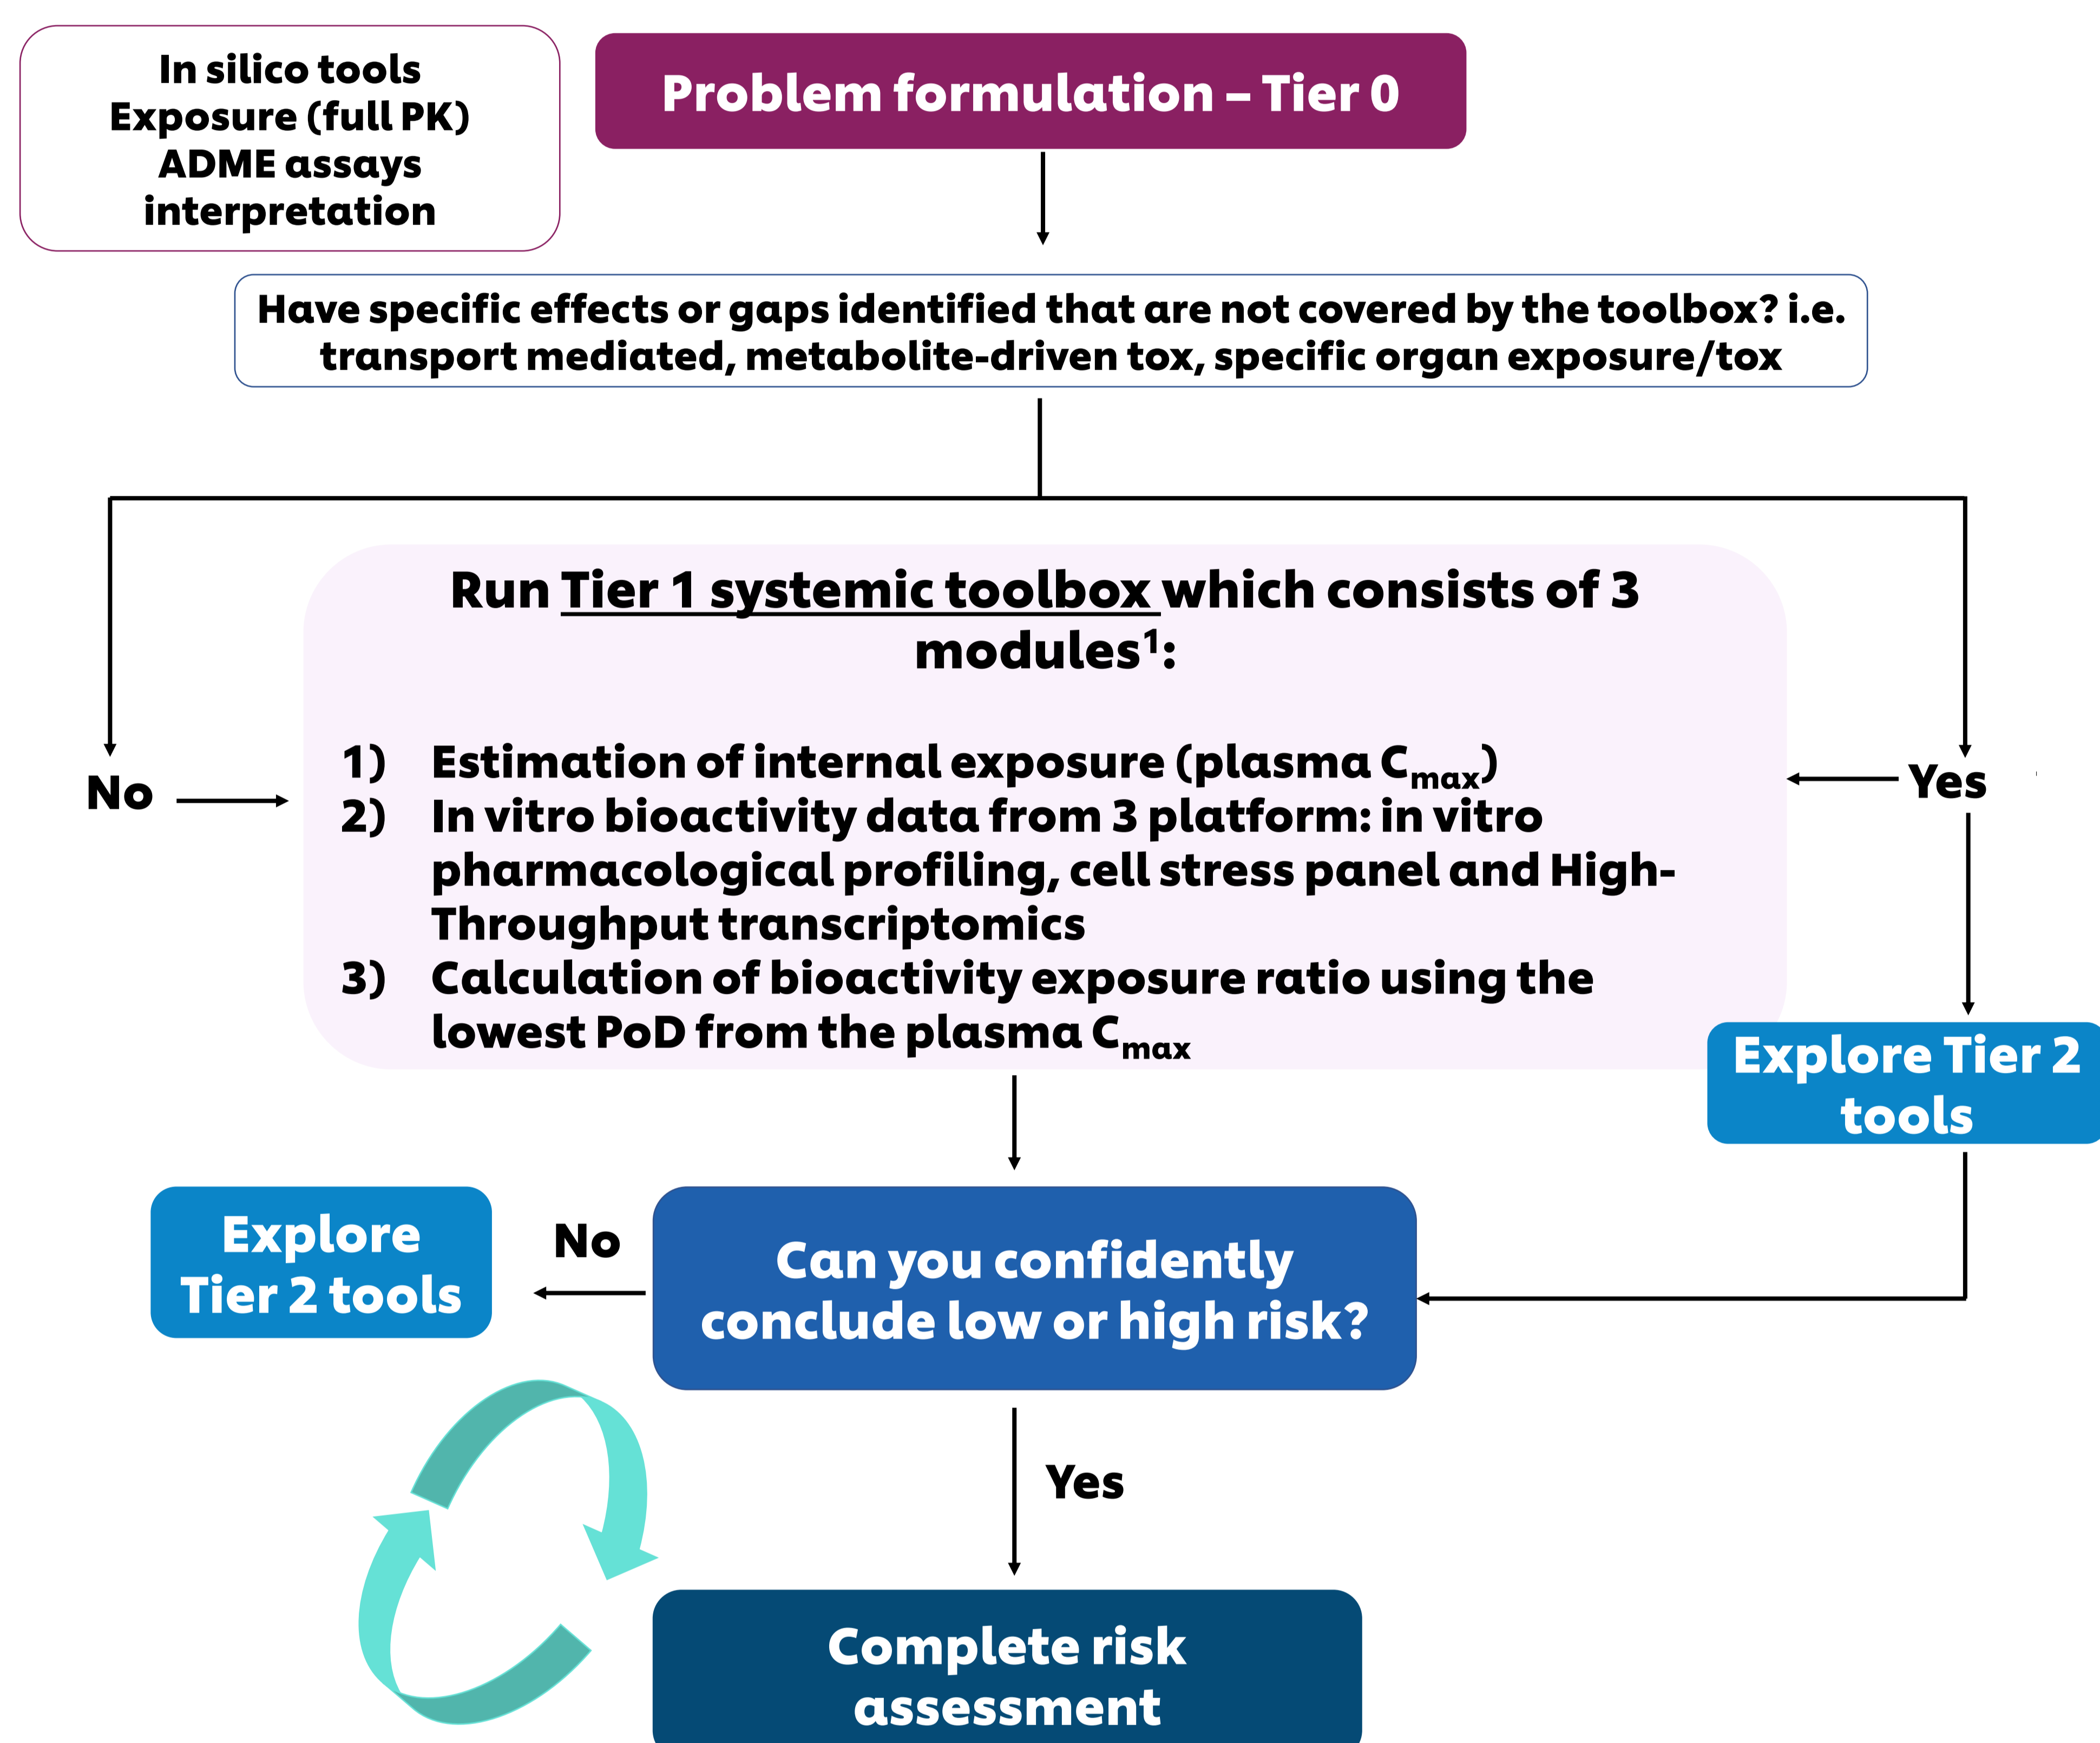 In silico tools
Exposure (full PK)
ADME assays
interpretation
Problem formulation – Tier 0
Have specific effects or gaps identified that are not covered by the toolbox? i.e.
transport mediated, metabolite-driven tox, specific organ exposure/tox
Run Tier 1 systemic toolbox which consists of 3
modules¹:
1) Estimation of internal exposure (plasma Cmax)
2) In vitro bioactivity data from 3 platform: in vitro
pharmacological profiling, cell stress panel and High-
Throughput transcriptomics
3) Calculation of bioactivity exposure ratio using the
lowest PoD from the plasma Cmax
No
Yes
Explore Tier 2
tools
Explore
Tier 2 tools
No
Can you confidently
conclude low or high risk?
Yes
Complete risk
assessment